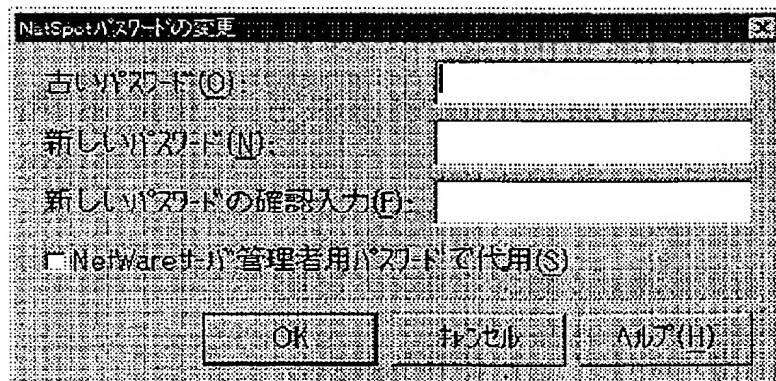 NetSpotパスワードの変更
古いパスワード(O):
新しいパスワード(N):
新しいパスワードの確認入力(F):
NetWareサーバ管理者用パスワードで代用(S)
OK キャンセル ヘルプ(H)